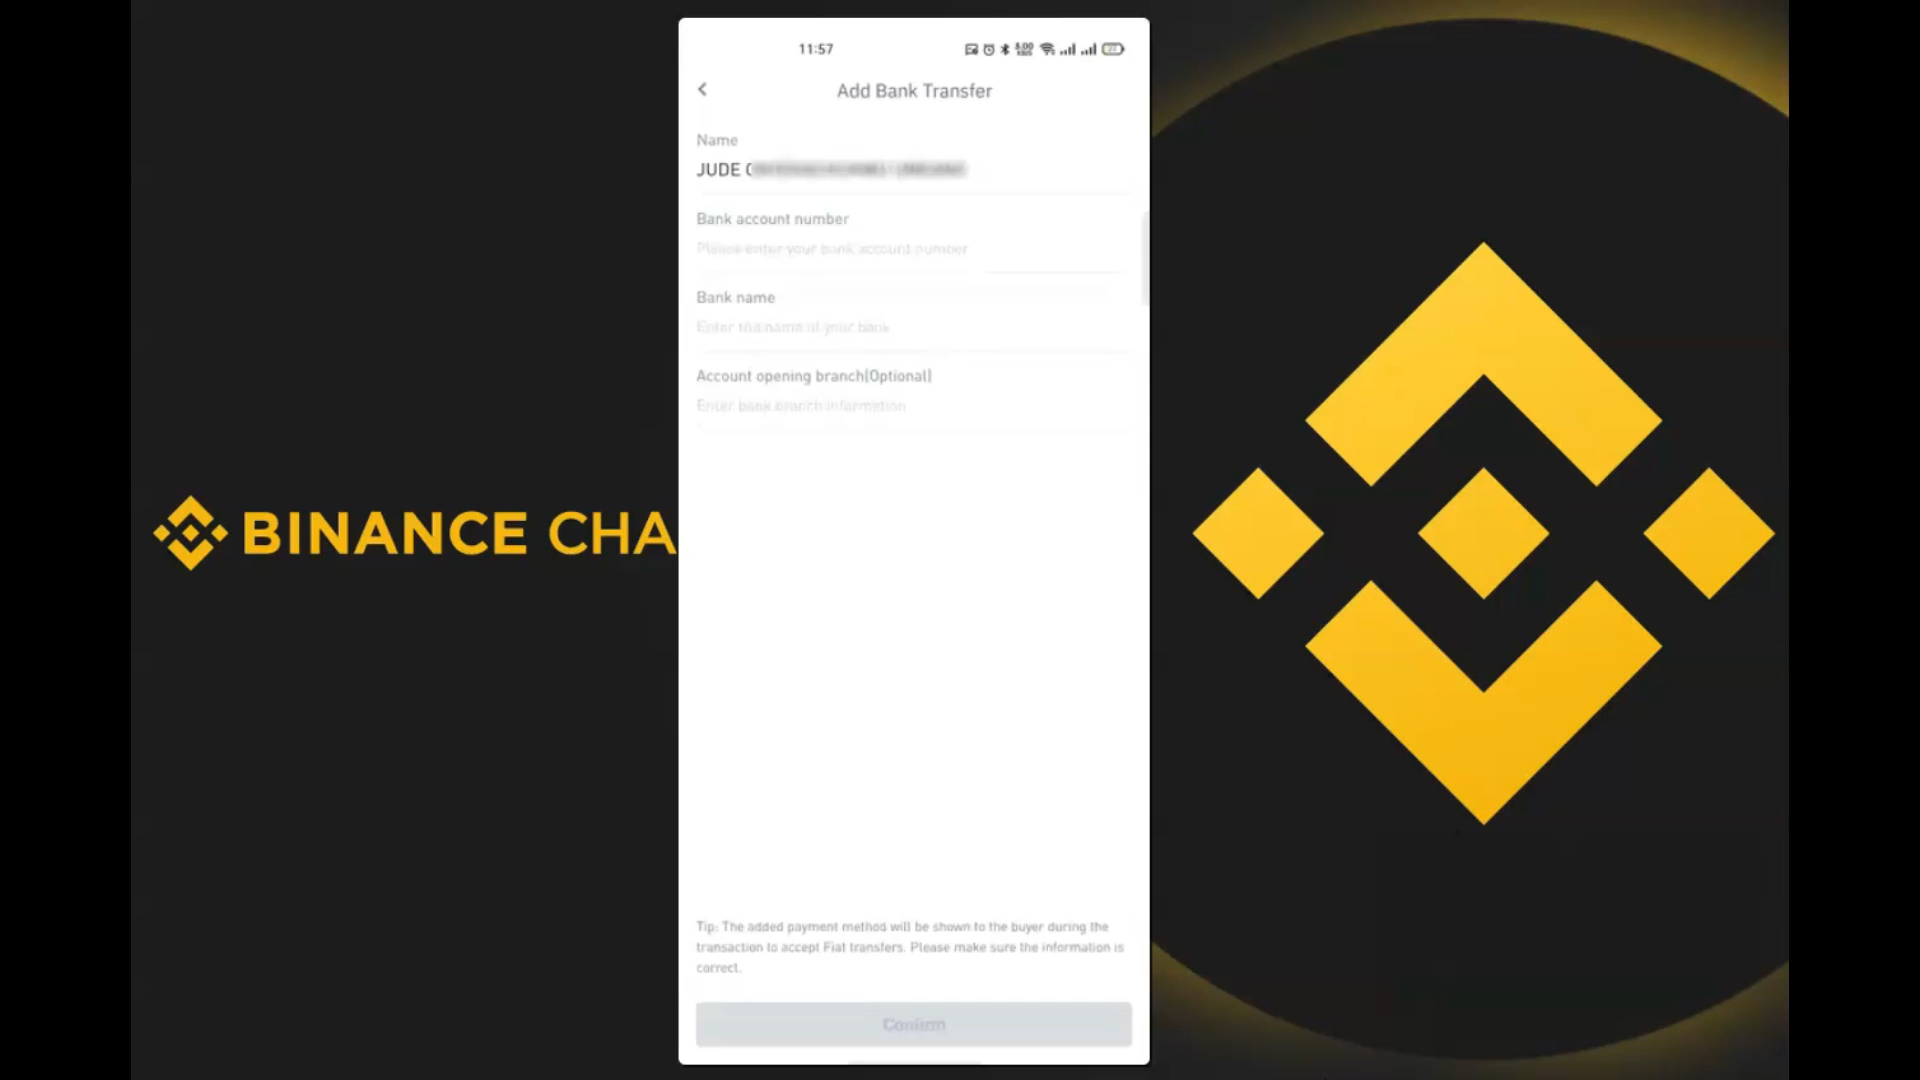 11:57
Add Bank Transfer
Name
JUDE
Bank account number
Please enter your bank account number
Bank name
Enter the name of your bank
Account opening branch(Optional)
Enter bank branch information
BINANCE CHA
Tip: The added payment method will be shown to the buyer during the
transaction to accept Fiat transfers. Please make sure the information is
correct.
Confirm